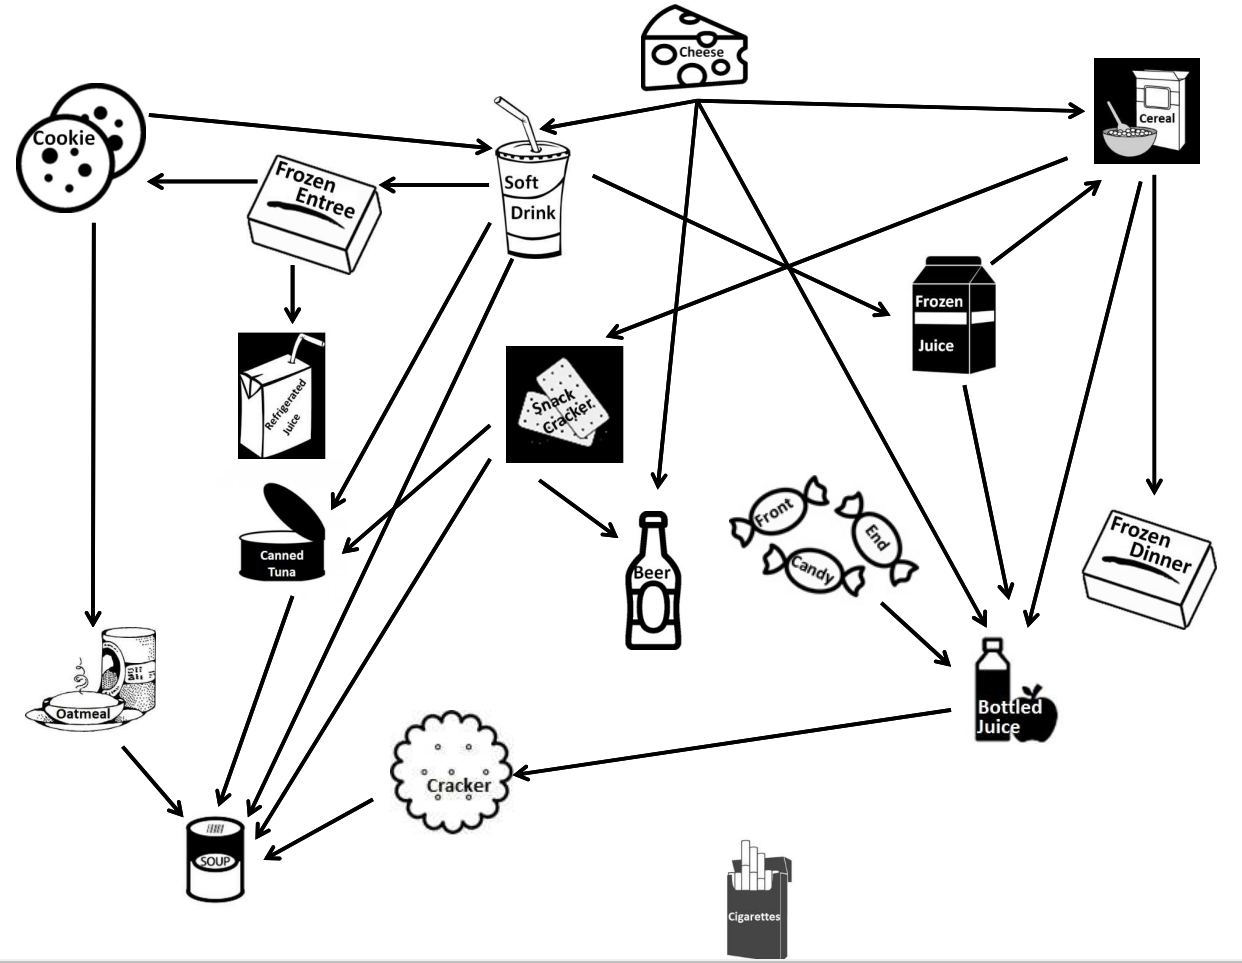 Cheese
Cookie
Cereal
Frozen
Entree
Soft
Drink
Frozen
Juice
Refrigerated
Juice
Snack
Cracker
Canned
Tuna
Front
End
Candy
Beer
Frozen
Dinner
Oatmeal
Bottled
Juice
Cracker
SOUP
Cigarettes